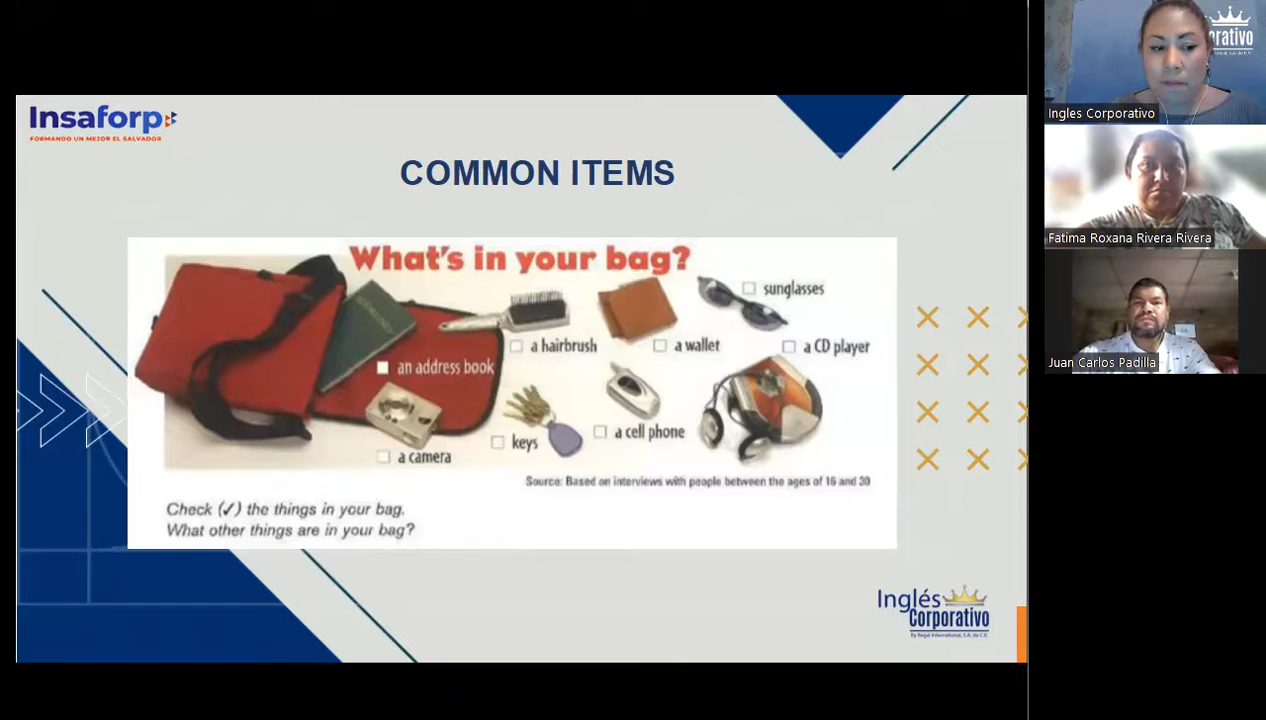 Insaforp
FORMANDO UN MEJOR EL SALVADOR
COMMON ITEMS
What's in your bag?
sunglasses
a hairbrush
a wallet
a CD player
an address book
a cell phone
keys
a camera
Source: Based on interviews with people between the ages of 16 and 30
Check (✓) the things in your bag.
What other things are in your bag?
Inglés
Corporativo
By Regal International, S.A. de C.V.
Ingles Corporativo
Fatima Roxana Rivera Rivera
Juan Carlos Padilla